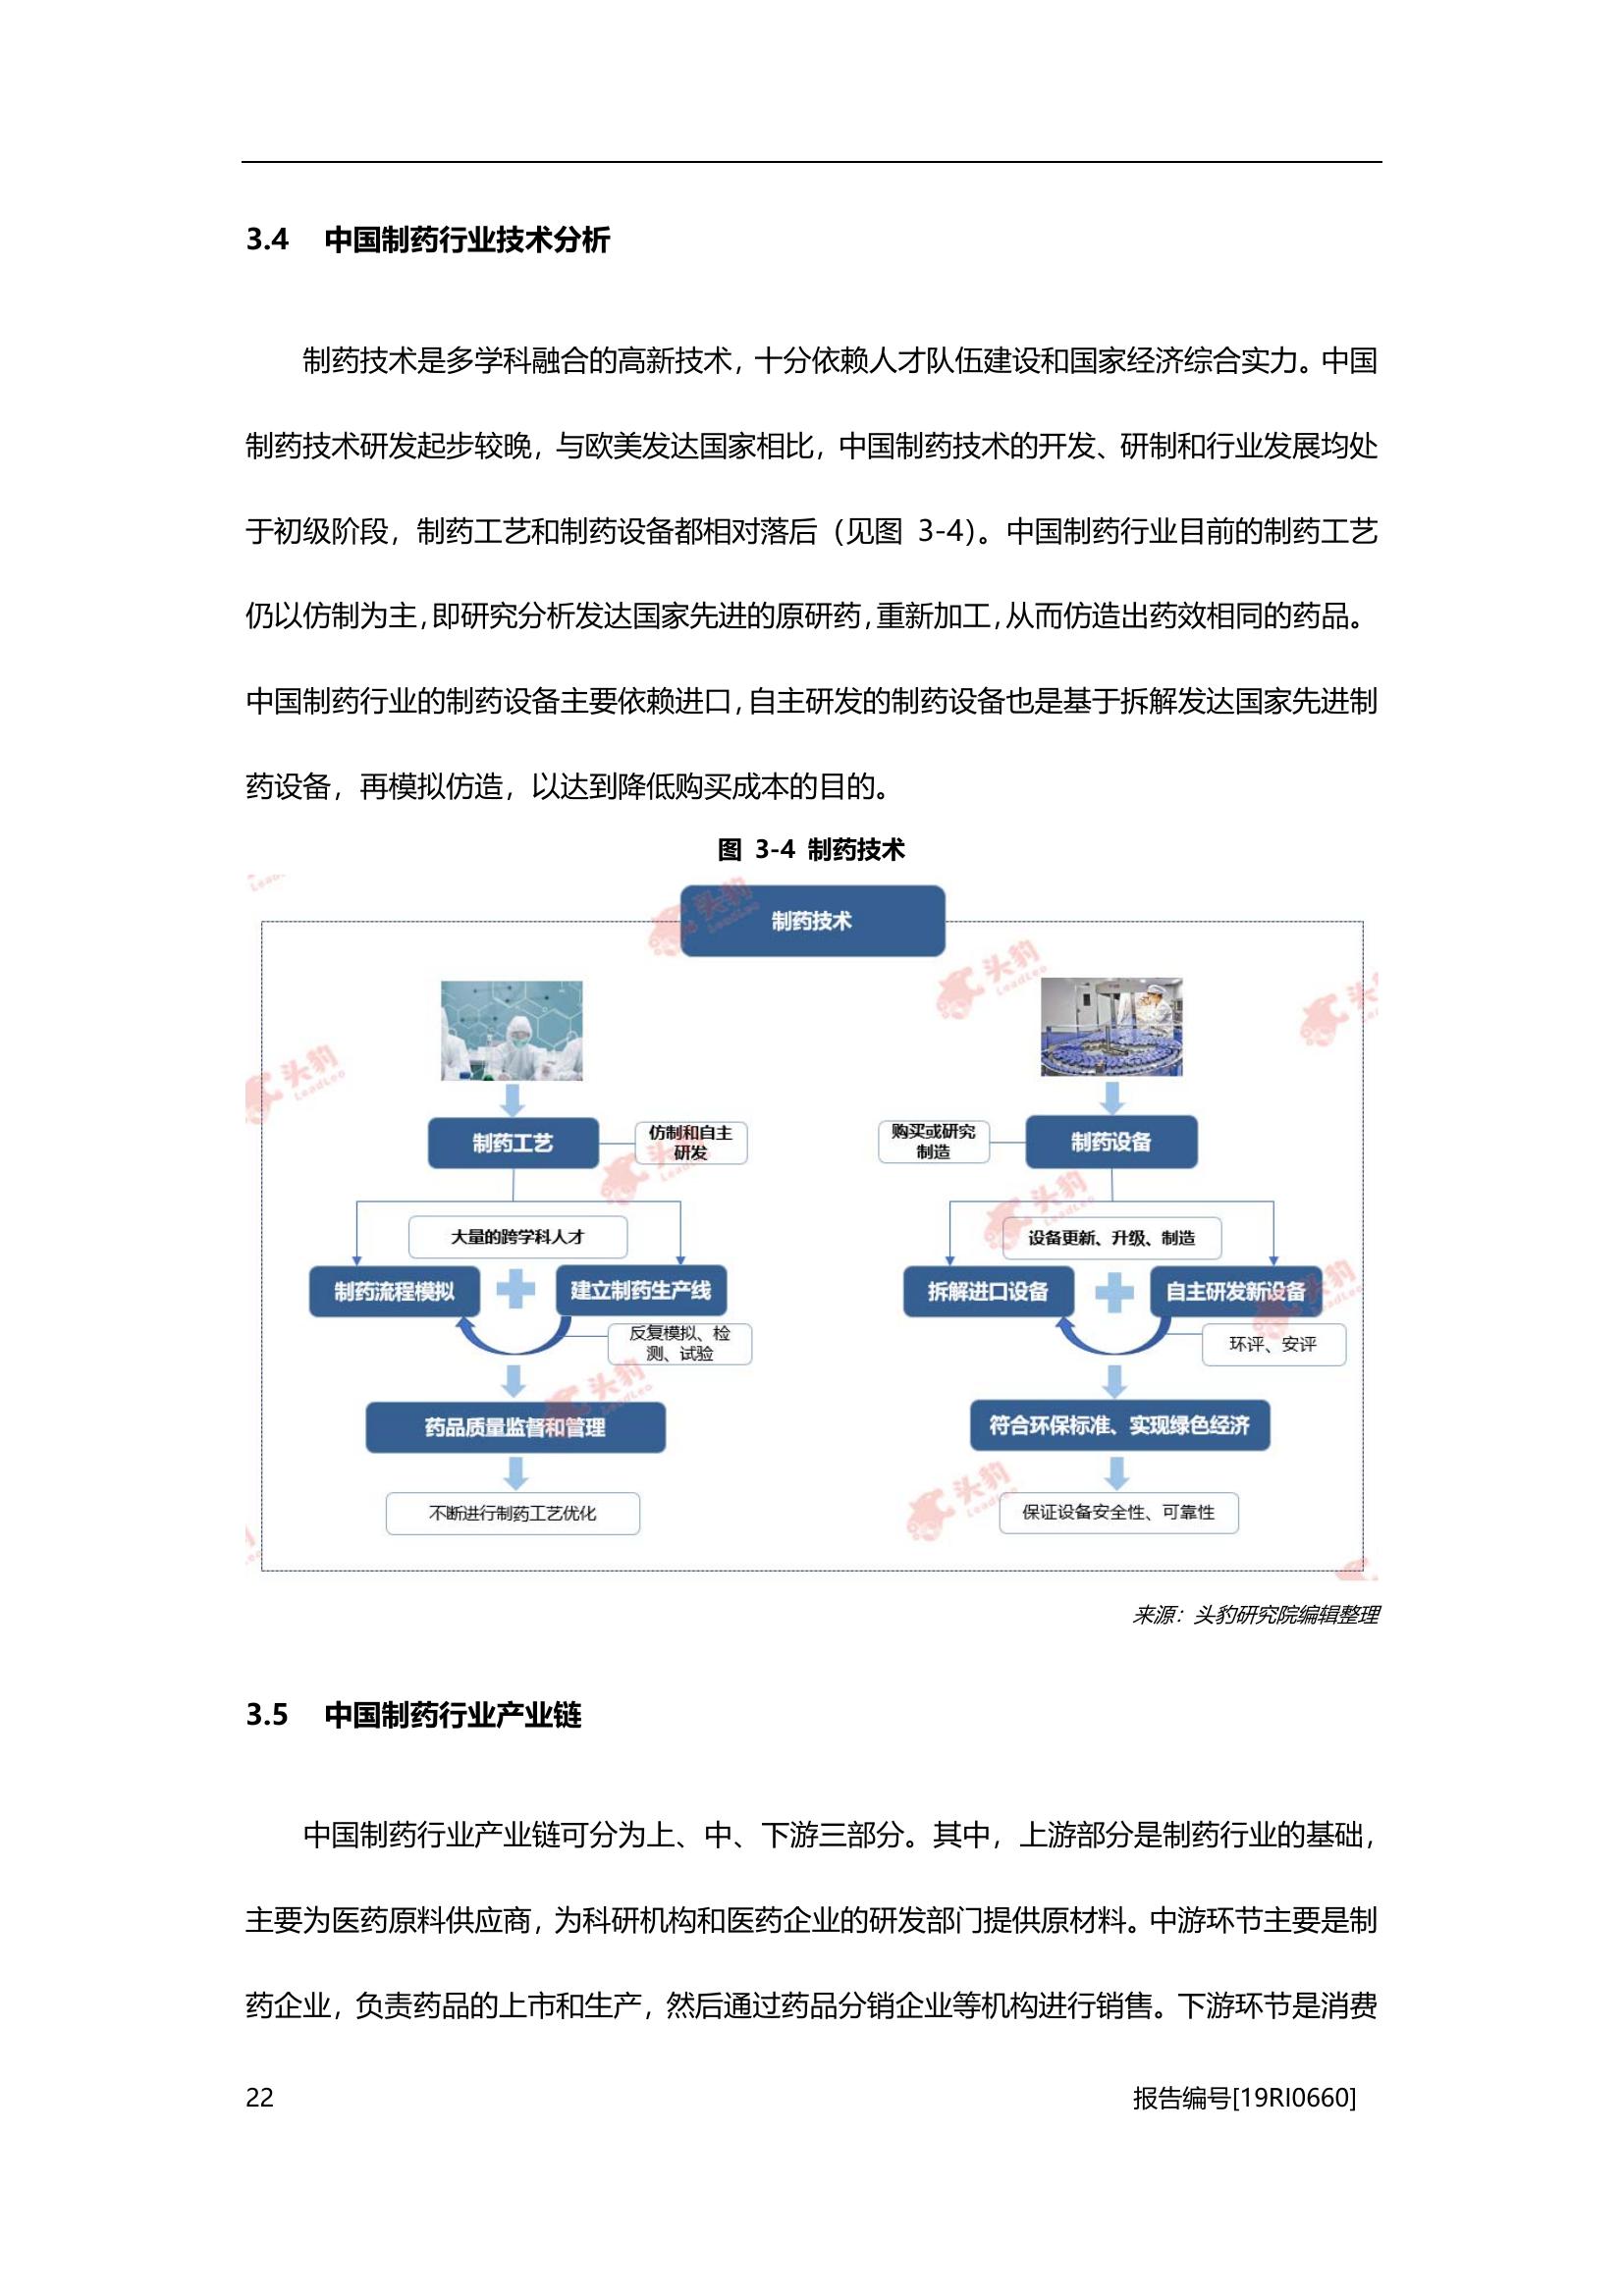 3.4 中国制药行业技术分析
制药技术是多学科融合的高新技术，十分依赖人才队伍建设和国家经济综合实力。中国
制药技术研发起步较晚，与欧美发达国家相比，中国制药技术的开发、研制和行业发展均处
于初级阶段，制药工艺和制药设备都相对落后（见图 3-4）。中国制药行业目前的制药工艺
仍以仿制为主，即研究分析发达国家先进的原研药，重新加工，从而仿造出药效相同的药品。
中国制药行业的制药设备主要依赖进口，自主研发的制药设备也是基于拆解发达国家先进制
药设备，再模拟仿造，以达到降低购买成本的目的。
图 3-4 制药技术
制药技术
制药工艺
仿制和自主
研发
大量的跨学科人才
制药流程模拟
建立制药生产线
反复模拟、检
测、试验
药品质量监督和管理
不断进行制药工艺优化
购买或研究
制造
制药设备
设备更新、升级、制造
拆解进口设备
自主研发新设备
环评、安评
符合环保标准、实现绿色经济
保证设备安全性、可靠性
头豹
LeadLeo
来源：头豹研究院编辑整理
3.5 中国制药行业产业链
中国制药行业产业链可分为上、中、下游三部分。其中，上游部分是制药行业的基础，
主要为医药原料供应商，为科研机构和医药企业的研发部门提供原材料。中游环节主要是制
药企业，负责药品的上市和生产，然后通过药品分销企业等机构进行销售。下游环节是消费
22
报告编号[19RI0660]